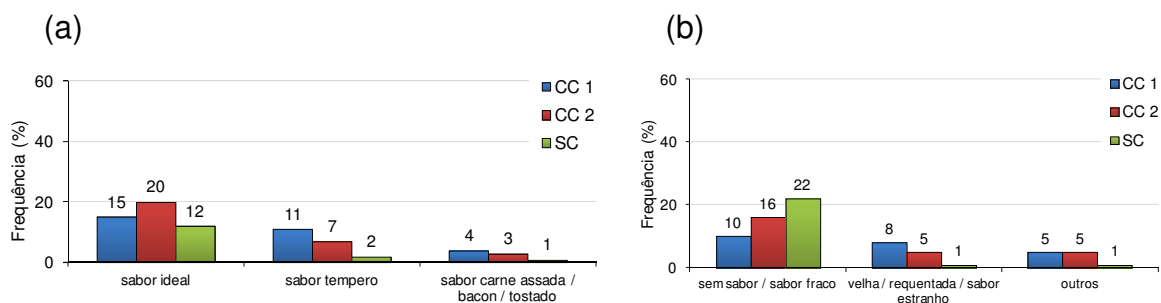 (a)
60
40
20
0
Frequência (%)
CC 1
CC 2
SC
15
20
12
11
7
2
4
3
1
sabor ideal
sabor tempero
sabor carne assada /
bacon / tostado
(b)
60
40
20
0
Frequência (%)
CC 1
CC 2
SC
10
16
22
8
5
1
5
5
1
sem sabor / sabor fraco
velha / requentada / sabor
estranho
outros